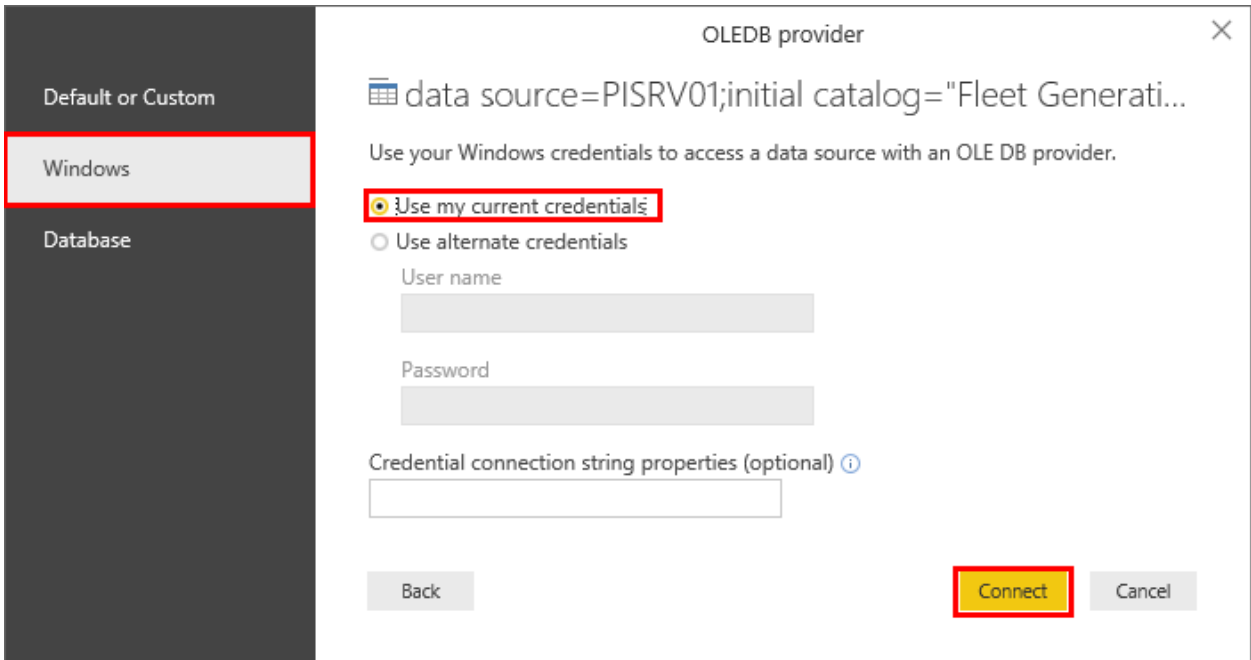 OLEDB provider
Default or Custom
Windows
Database
data source=PISRV01;initial catalog="Fleet Generati...
Use your Windows credentials to access a data source with an OLE DB provider.
Use my current credentials
Use alternate credentials
User name
Password
Credential connection string properties (optional)
Back
Connect
Cancel